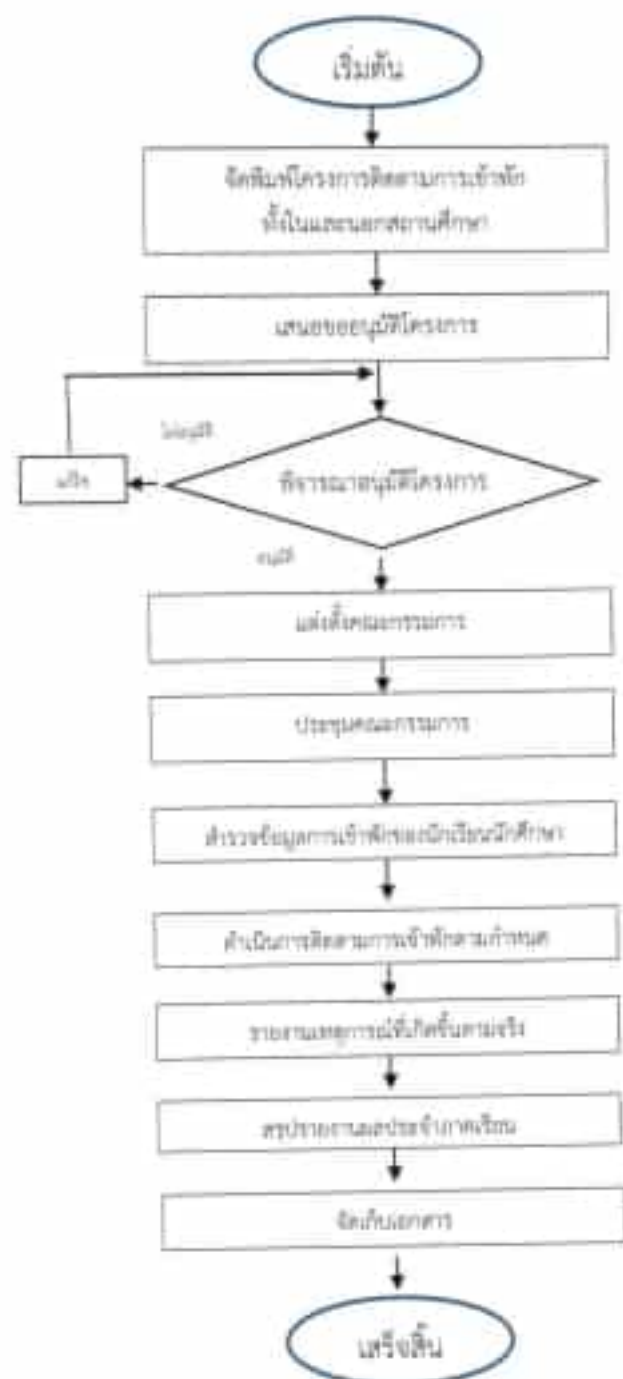 เริ่มต้น
จัดพิมพ์โครงการติดตามการเข้าพัก
ทั้งในและนอกสถานศึกษา
เสนอขออนุมัติโครงการ
ไม่อนุมัติ
แก้ไข
พิจารณาอนุมัติโครงการ
อนุมัติ
แต่งตั้งคณะกรรมการ
ประชุมคณะกรรมการ
สำรวจข้อมูลการเข้าพักของนักเรียนนักศึกษา
ดำเนินการติดตามการเข้าพักตามกำหนด
รายงานเหตุการณ์ที่เกิดขึ้นตามจริง
สรุปรายงานผลประจำภาคเรียน
จัดเก็บเอกสาร
เสร็จสิ้น